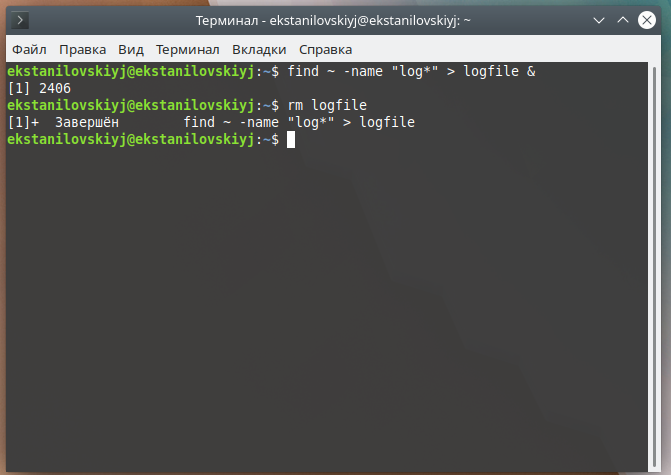 Терминал - ekstanilovskiyj@ekstanilovskiyj: ~
Файл Правка Вид Терминал Вкладки Справка
ekstanilovskiyj@ekstanilovskiyj:~$ find ~ -name "log*" > logfile &
[1] 2406
ekstanilovskiyj@ekstanilovskiyj:~$ rm logfile
[1]+  Завершён        find ~ -name "log*" > logfile
ekstanilovskiyj@ekstanilovskiyj:~$